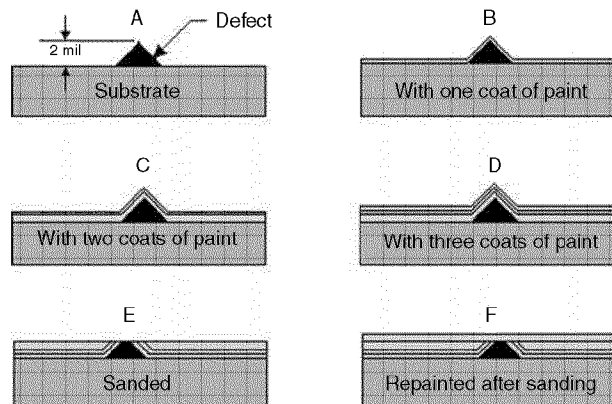 A
Defect
2 mil
Substrate
B
With one coat of paint
C
With two coats of paint
D
With three coats of paint
E
Sanded
F
Repainted after sanding